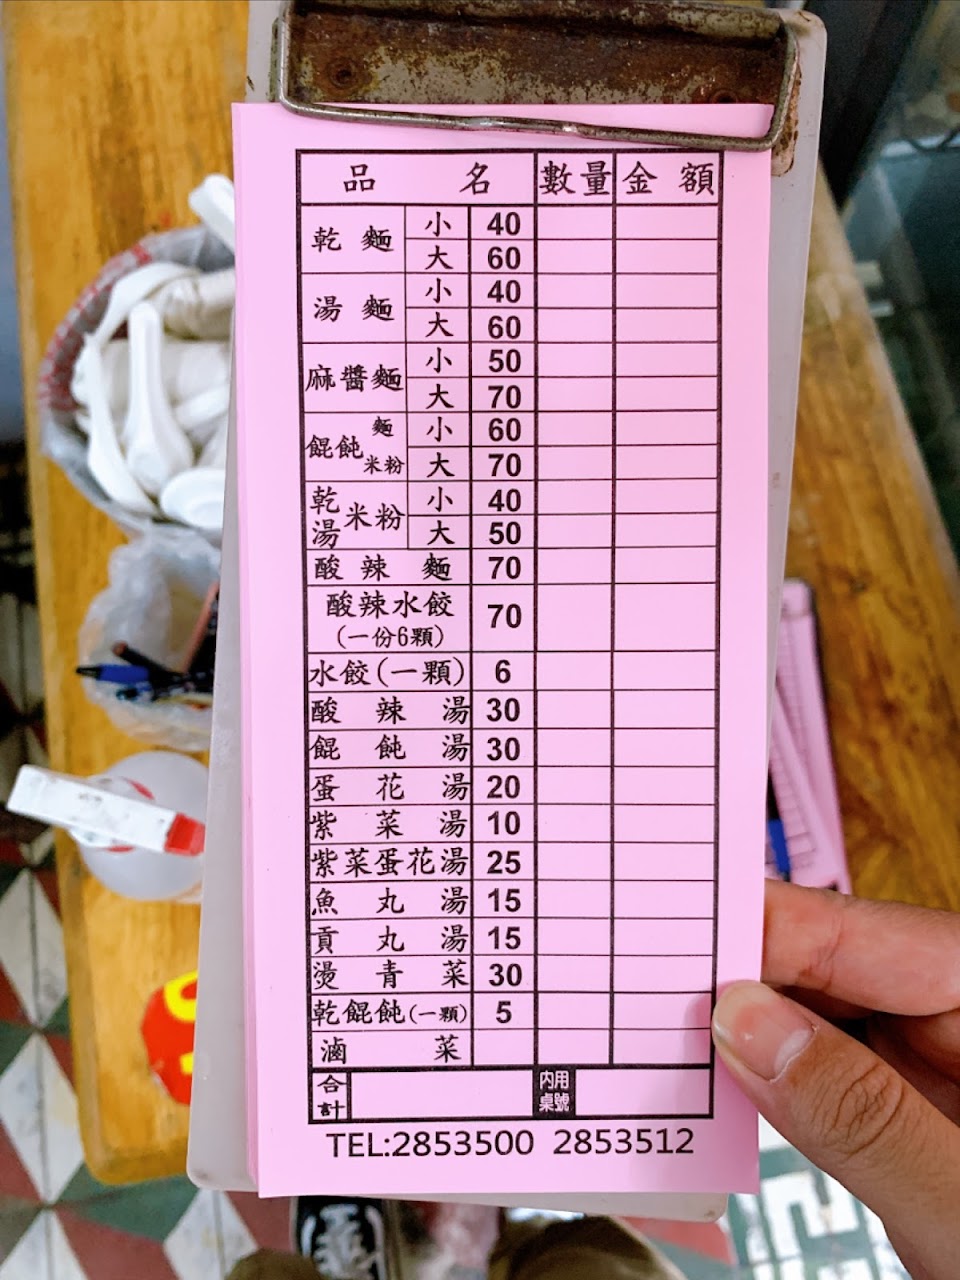 品名 數量 金額
乾麵 小 40
大 60
湯麵 小 40
大 60
麻醬麵 小 50
大 70
餛飩麵米粉 小 60
大 70
乾湯米粉 小 40
大 50
酸辣麵 70
酸辣水餃 70
(一份6顆)
水餃(一顆) 6
酸辣湯 30
餛飩湯 30
蛋花湯 20
紫菜湯 10
紫菜蛋花湯 25
魚丸湯 15
貢丸湯 15
燙青菜 30
乾餛飩(一顆) 5
滷菜
合計 內用桌號
TEL:2853500 2853512